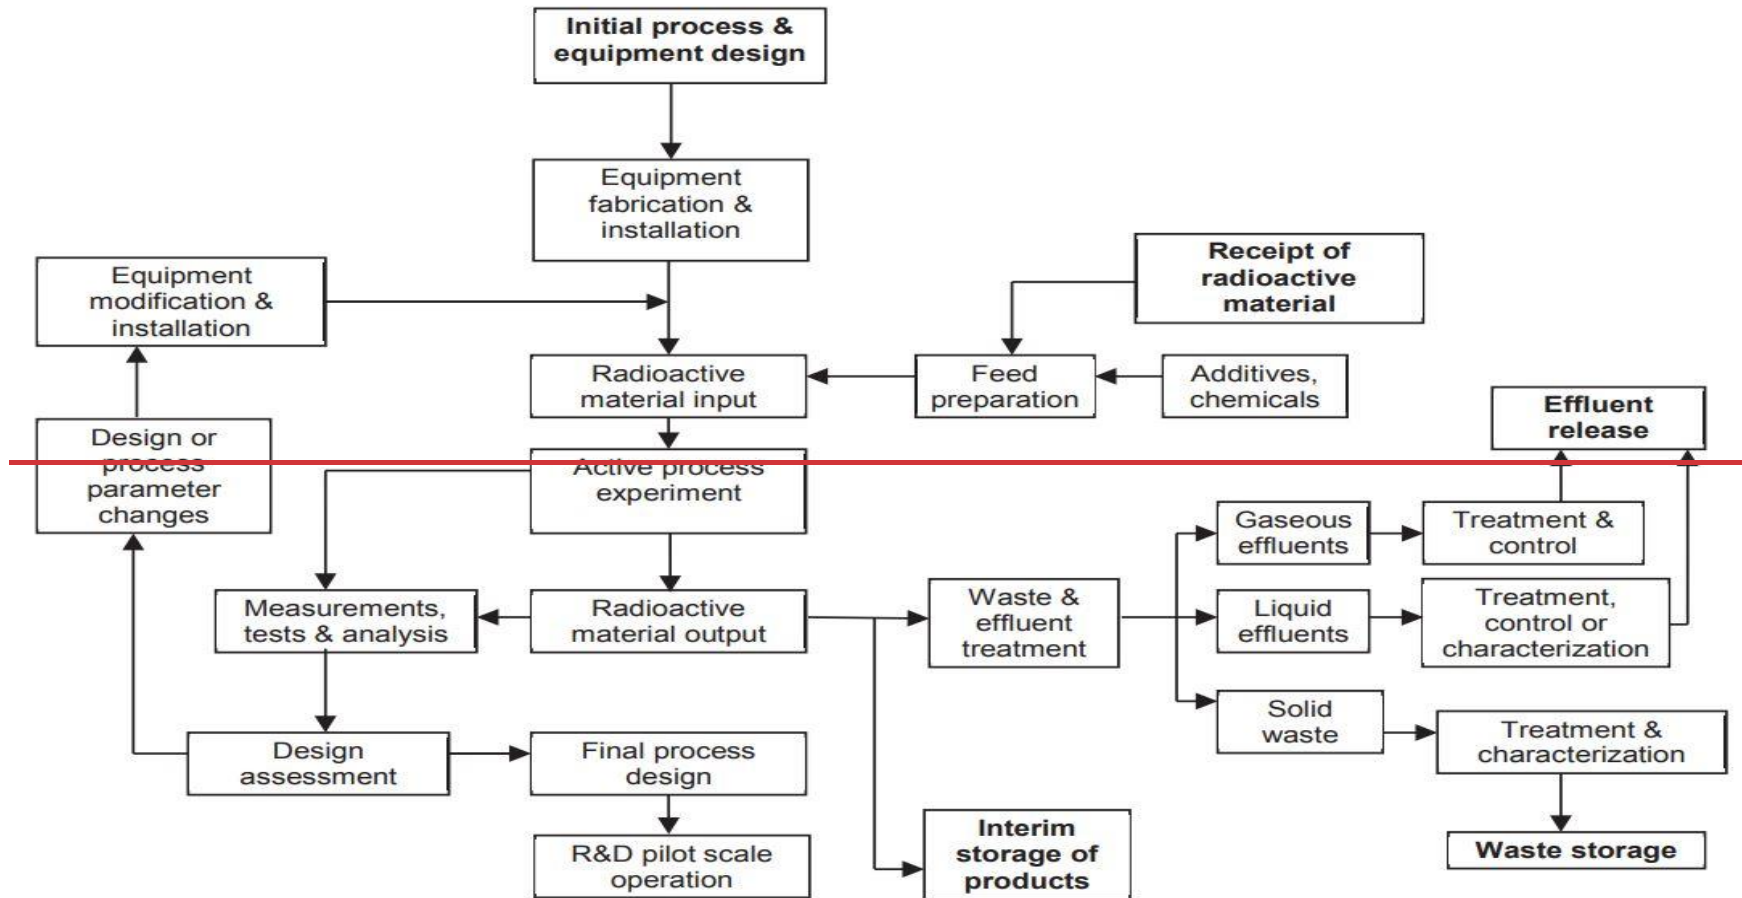 Initial process &
equipment design
Equipment
fabrication &
installation
Receipt of
radioactive
material
Equipment
modification &
installation
Radioactive
material input
Feed
preparation
Additives,
chemicals
Effluent
release
Design or
process
parameter
changes
Active process
experiment
Gaseous
effluents
Treatment &
control
Measurements,
tests & analysis
Radioactive
material output
Waste &
effluent
treatment
Liquid
effluents
Treatment,
control or
characterization
Solid
waste
Treatment &
characterization
Design
assessment
Final process
design
Interim
storage of
products
Waste storage
R&D pilot scale
operation